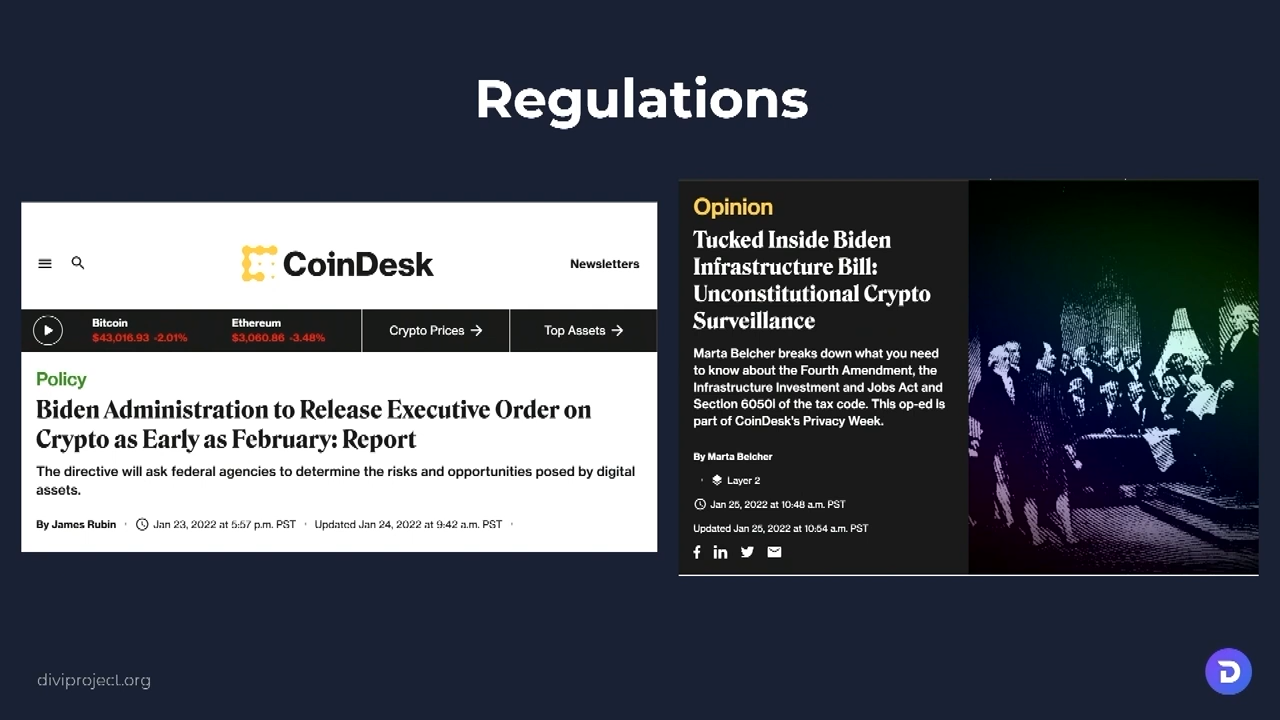 Regulations
CoinDesk
Newsletters
Bitcoin
$43,016.93 -2.01%
Ethereum
$3,060.86 -3.48%
Crypto Prices →
Top Assets →
Policy
Biden Administration to Release Executive Order on
Crypto as Early as February: Report
The directive will ask federal agencies to determine the risks and opportunities posed by digital
assets.
By James Rubin · Jan 23, 2022 at 5:57 p.m. PST · Updated Jan 24, 2022 at 9:42 a.m. PST ·
Opinion
Tucked Inside Biden
Infrastructure Bill:
Unconstitutional Crypto
Surveillance
Marta Belcher breaks down what you need
to know about the Fourth Amendment, the
Infrastructure Investment and Jobs Act and
Section 6050I of the tax code. This op-ed is
part of CoinDesk's Privacy Week.
By Marta Belcher
· Layer 2
Jan 25, 2022 at 10:48 a.m. PST
Updated Jan 25, 2022 at 10:54 a.m. PST
diviproject.org